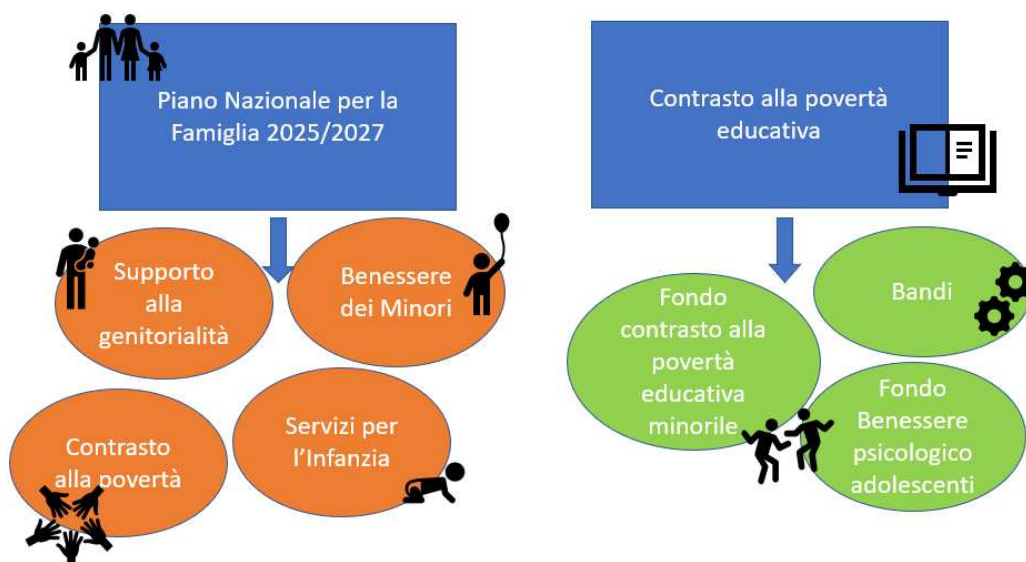 Piano Nazionale per la
Famiglia 2025/2027
Contrasto alla povertà
educativa
Supporto
alla
genitorialità
Benessere
dei Minori
Contrasto
alla povertà
Servizi per
l'Infanzia
Fondo
contrasto alla
povertà
educativa
minorile
Bandi
Fondo
Benessere
psicologico
adolescenti